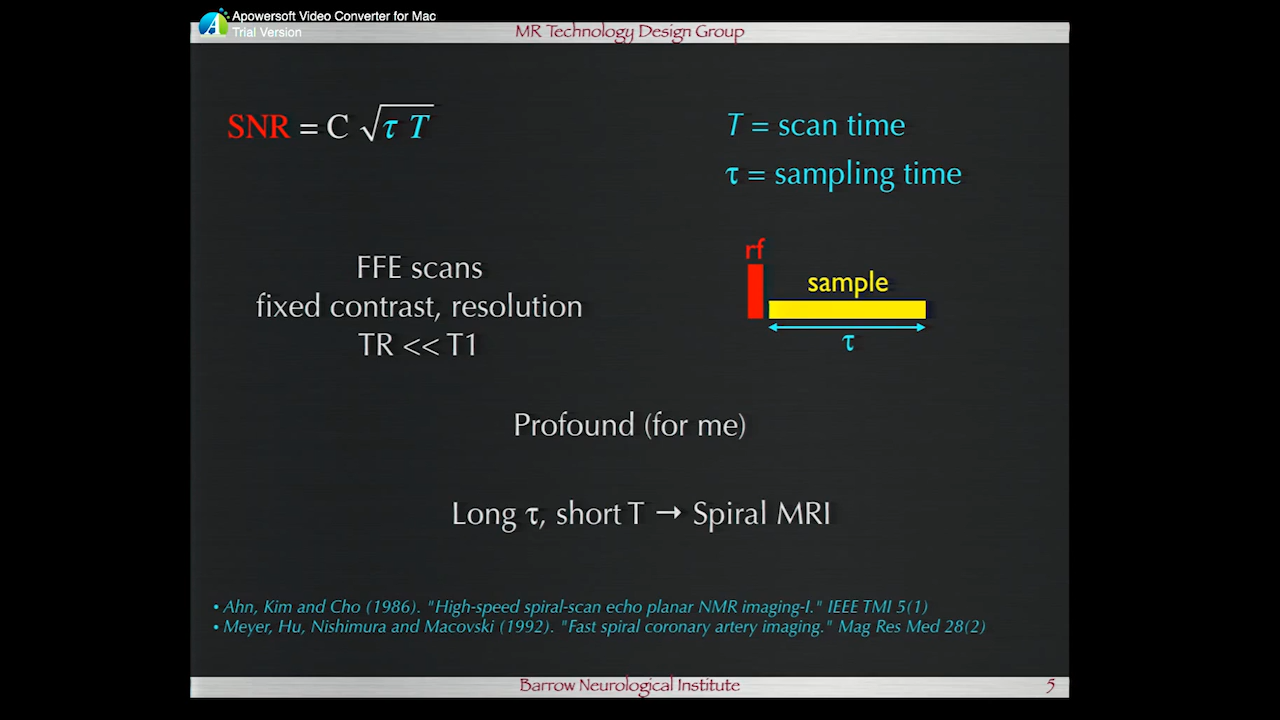 Apowersoft Video Converter for Mac
Trial Version
MR Technology Design Group
SNR = C √τ T
T = scan time
τ = sampling time
FFE scans
fixed contrast, resolution
TR << T1
rf
sample
τ
Profound (for me)
Long τ, short T → Spiral MRI
• Ahn, Kim and Cho (1986). "High-speed spiral-scan echo planar NMR imaging-I." IEEE TMI 5(1)
• Meyer, Hu, Nishimura and Macovski (1992). "Fast spiral coronary artery imaging." Mag Res Med 28(2)
Barrow Neurological Institute
5